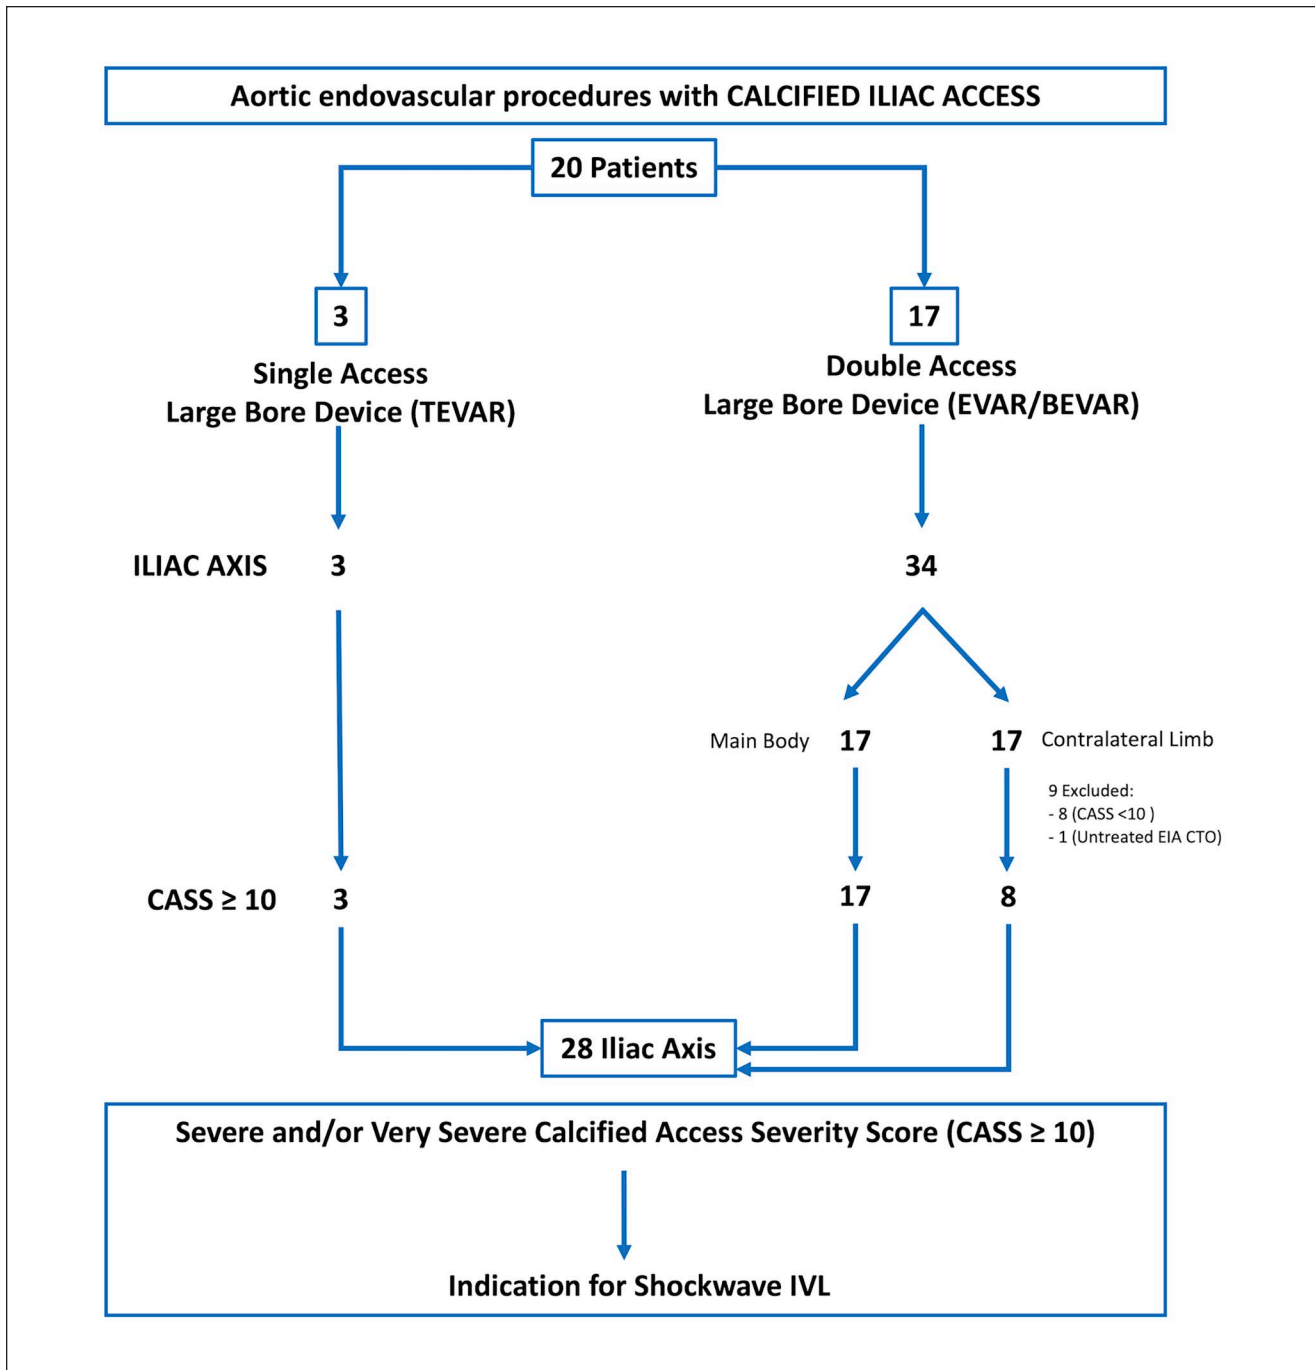 Aortic endovascular procedures with CALCIFIED ILIAC ACCESS
20 Patients
3
Single Access
Large Bore Device (TEVAR)
17
Double Access
Large Bore Device (EVAR/BEVAR)
ILIAC AXIS 3 34
Main Body 17 17 Contralateral Limb
9 Excluded:
- 8 (CASS <10 )
- 1 (Untreated EIA CTO)
CASS ≥ 10 3 17 8
28 Iliac Axis
Severe and/or Very Severe Calcified Access Severity Score (CASS ≥ 10)
Indication for Shockwave IVL